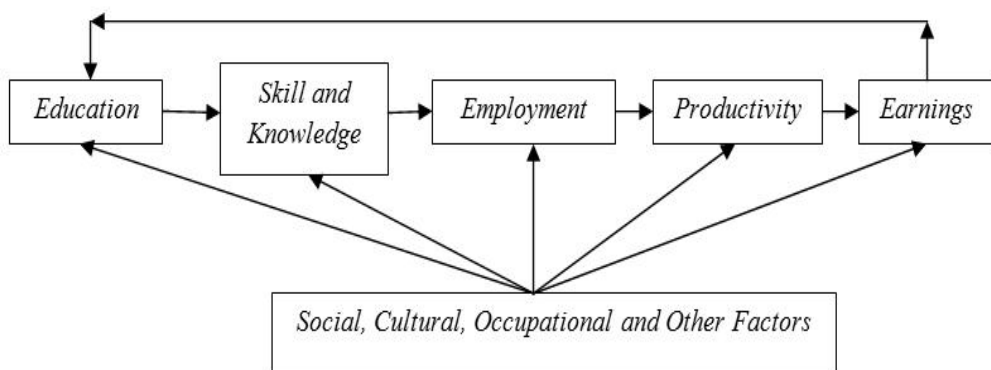 Education
Skill and
Knowledge
Employment
Productivity
Earnings
Social, Cultural, Occupational and Other Factors